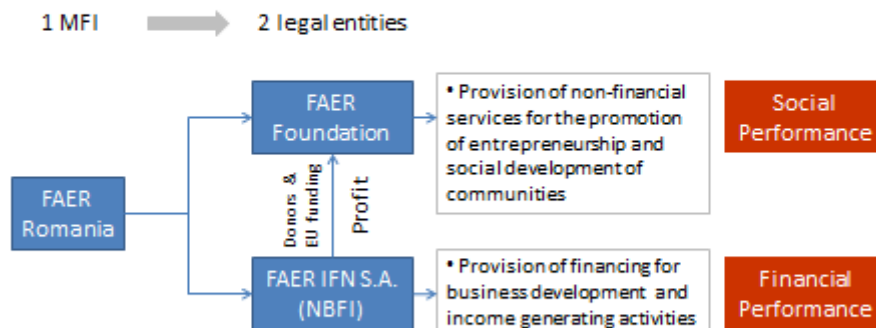 1 MFI
2 legal entities
FAER
Foundation
• Provision of non-financial
services for the promotion
of entrepreneurship and
social development of
communities
Social
Performance
FAER
Romania
Donors &
EU funding
Profit
FAER IFN S.A.
(NBFI)
• Provision of financing for
business development and
income generating activities
Financial
Performance